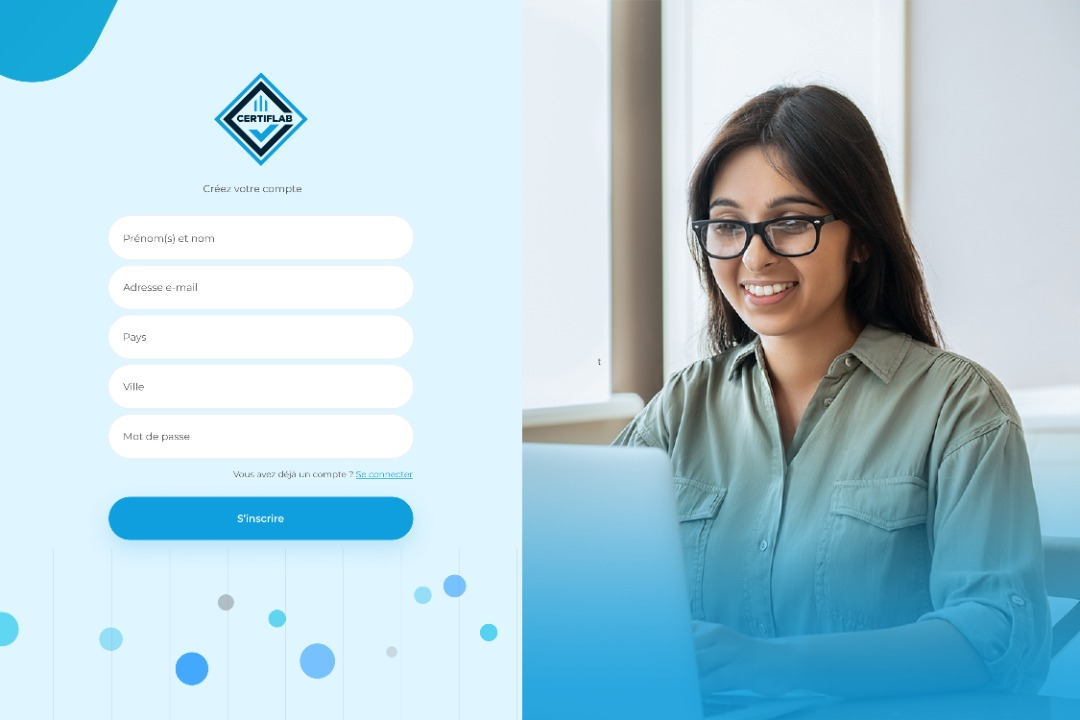 CERTIFLAB
Créez votre compte
Prénom(s) et nom
Adresse e-mail
Pays
Ville
Mot de passe
Vous avez déjà un compte ? Se connecter
S'inscrire
t